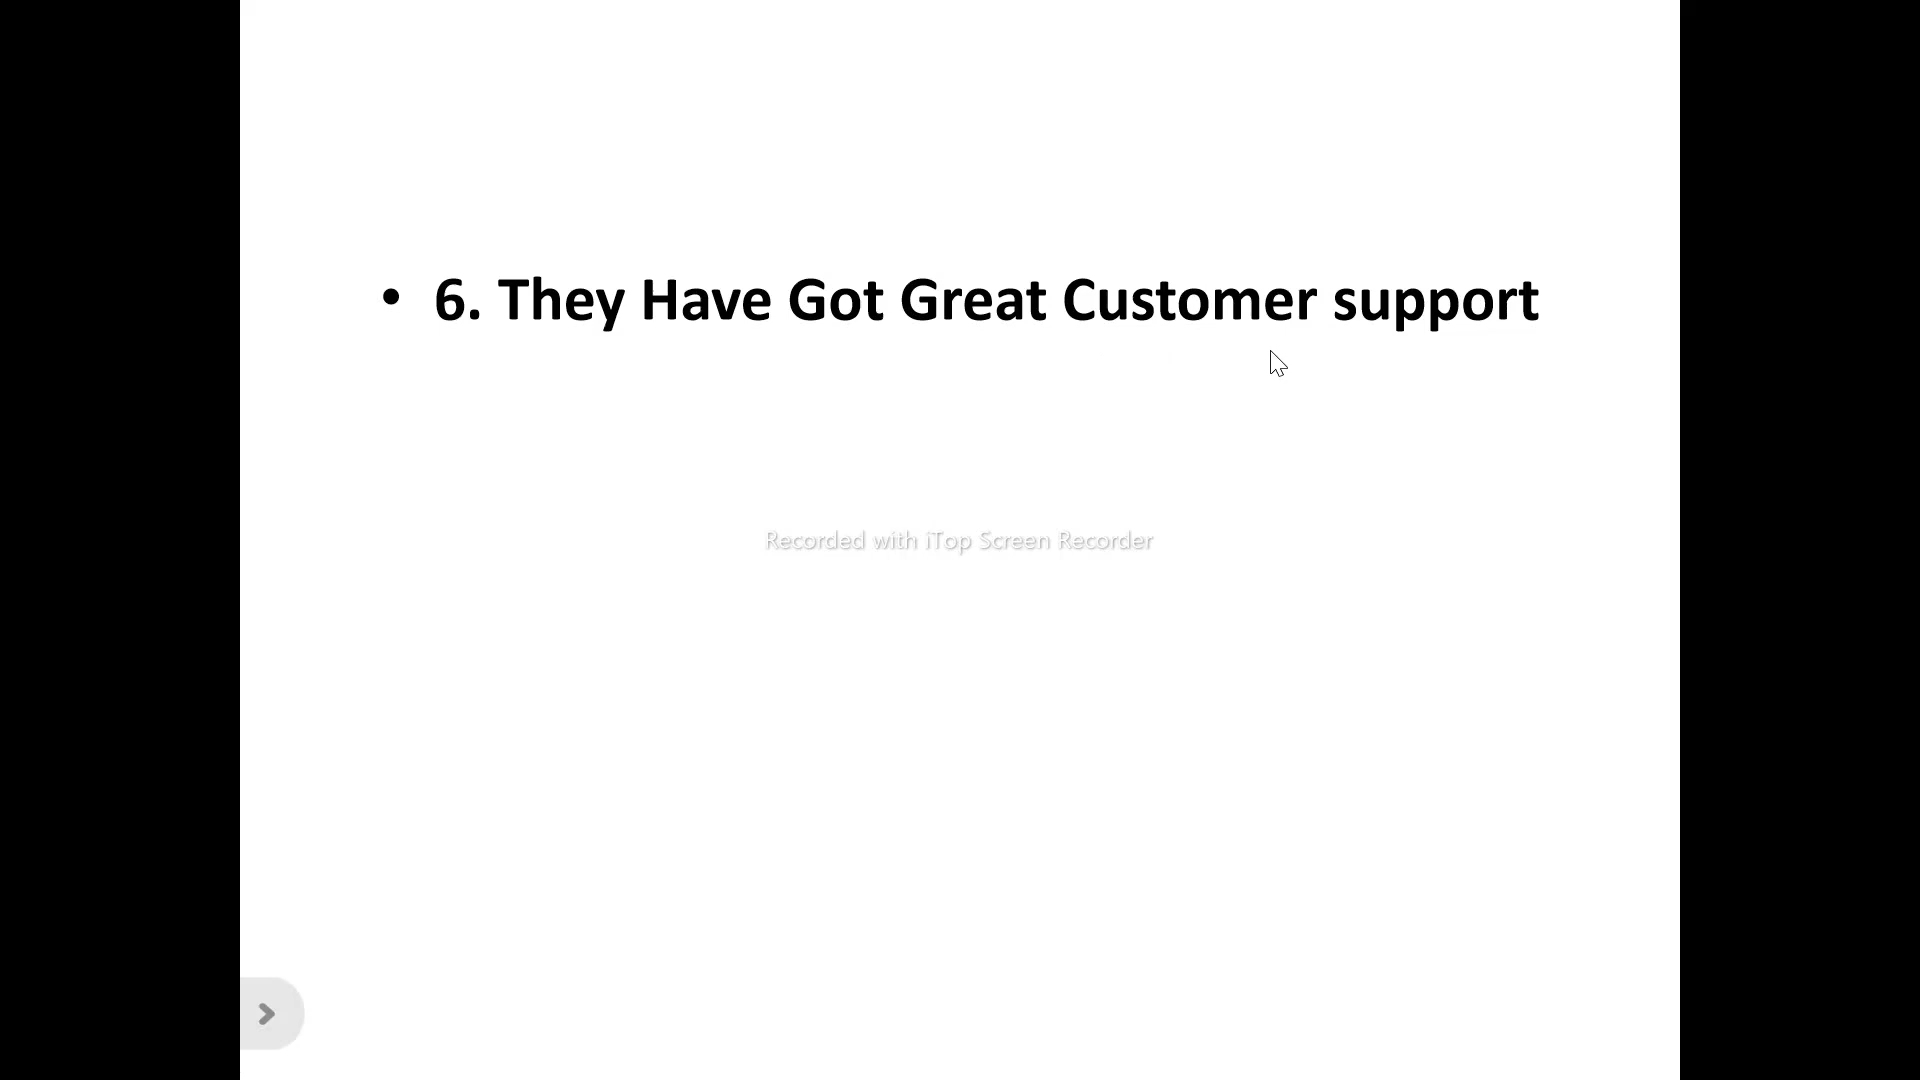 • 6. They Have Got Great Customer support
Recorded with iTop Screen Recorder